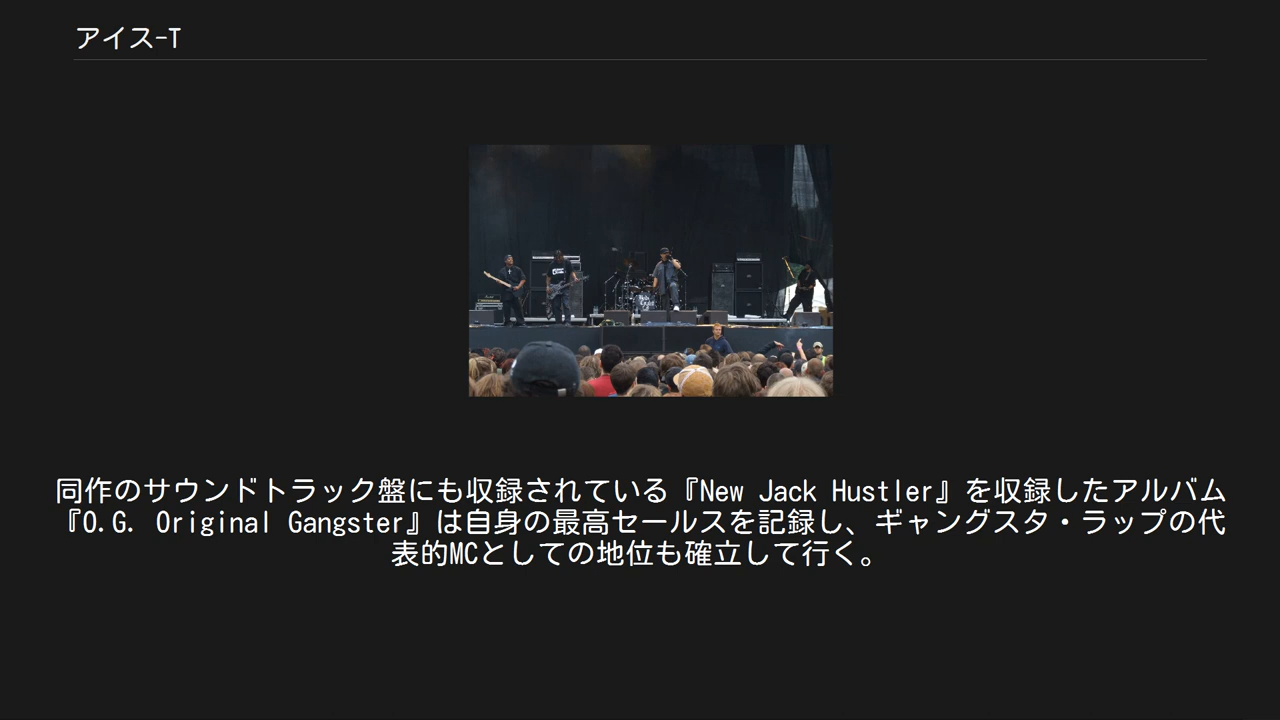 アイス-T
同作のサウンドトラック盤にも収録されている『New Jack Hustler』を収録したアルバム
『O.G. Original Gangster』は自身の最高セールスを記録し、ギャングスタ・ラップの代
表的MCとしての地位も確立して行く。